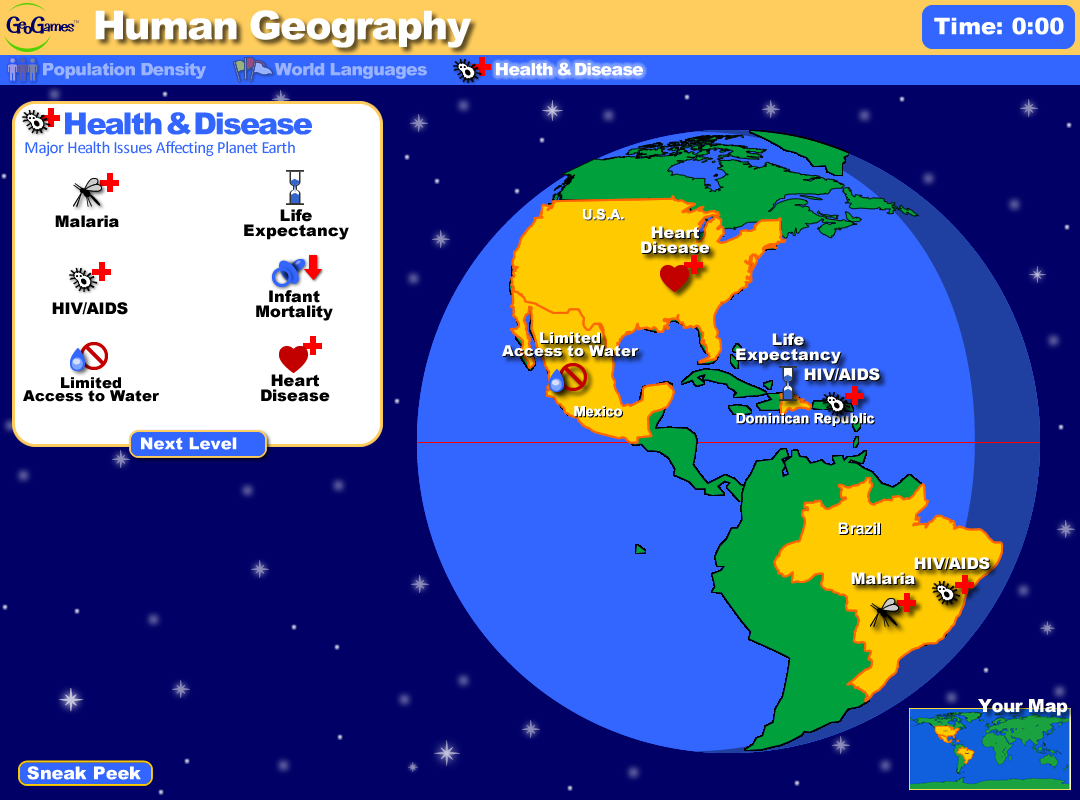 GeoGames™
Human Geography
Time: 0:00
Population Density
World Languages
Health & Disease
Health & Disease
Major Health Issues Affecting Planet Earth
Malaria
Life
Expectancy
HIV/AIDS
Infant
Mortality
Limited
Access to Water
Heart
Disease
Next Level
U.S.A.
Heart
Disease
Limited
Access to Water
Mexico
Life
Expectancy
HIV/AIDS
Dominican Republic
Brazil
HIV/AIDS
Malaria
Your Map
Sneak Peek